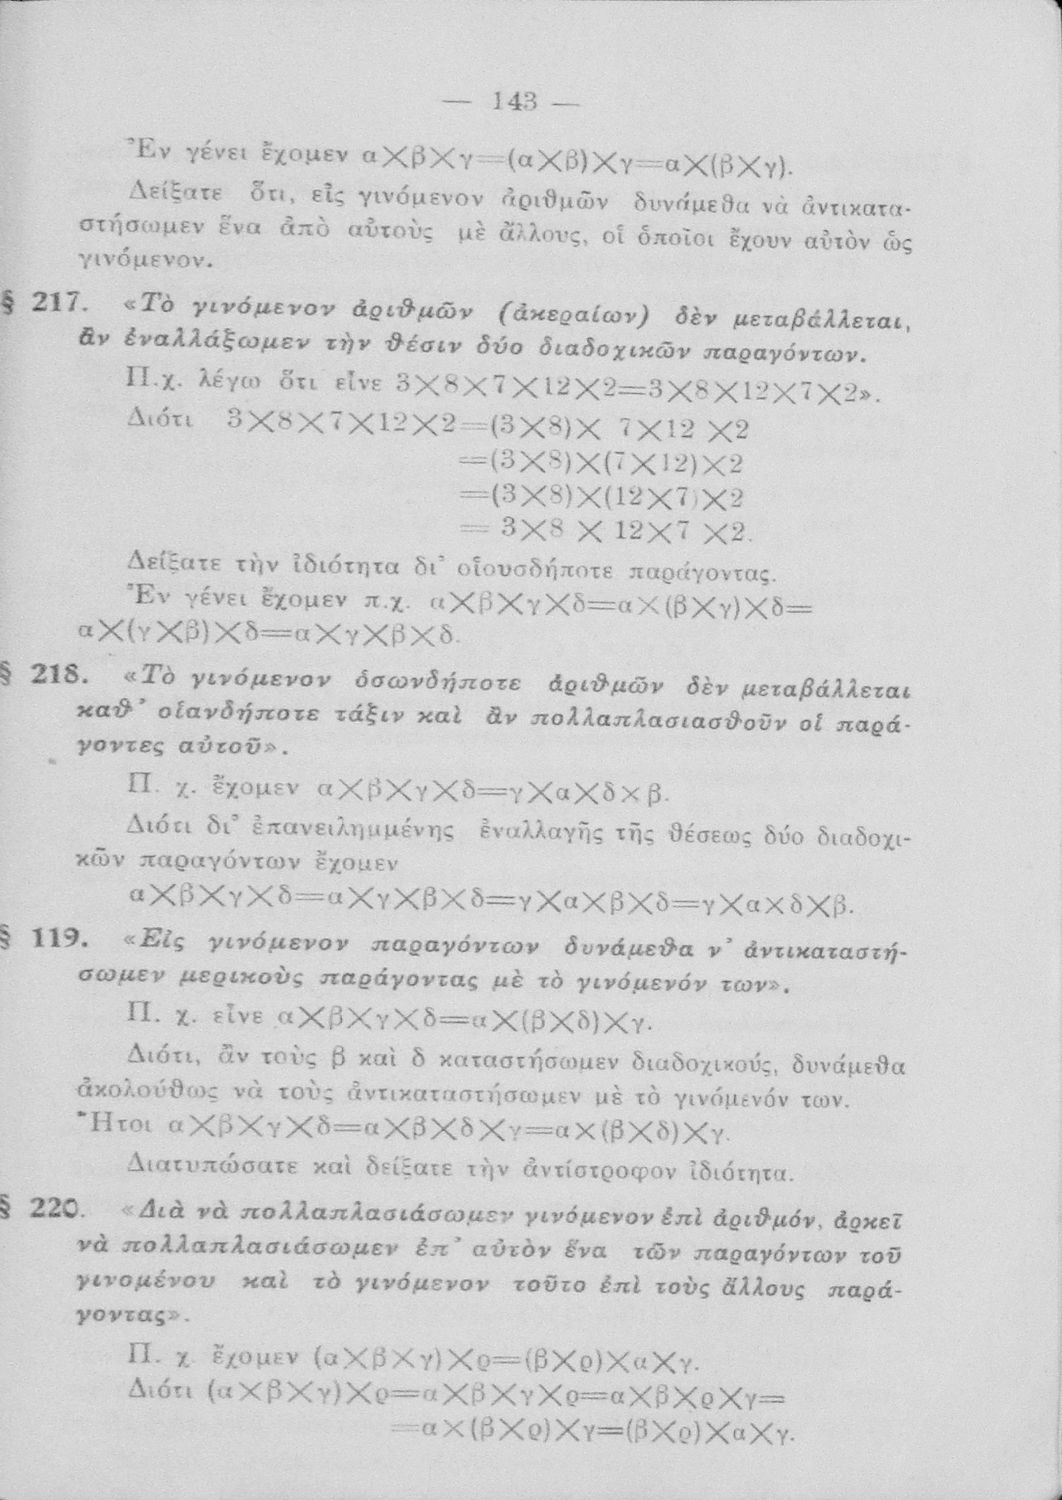 — 143 —
Ἐν γένει ἔχομεν α×β×γ=(α×β)×γ=α×(β×γ).
Δείξατε ὅτι, εἰς γινόμενον ἀριθμῶν δυνάμεθα νὰ ἀντικατα-
στήσωμεν ἕνα ἀπὸ αὐτοὺς μὲ ἄλλους, οἱ ὁποῖοι ἔχουν αὐτὸν ὡς
γινόμενον.
§ 217. «Τὸ γινόμενον ἀριθμῶν (ἀκεραίων) δὲν μεταβάλλεται,
ἂν ἐναλλάξωμεν τὴν θέσιν δύο διαδοχικῶν παραγόντων.
Π.χ. λέγω ὅτι εἶνε 3×8×7×12×2=3×8×12×7×2».
Διότι 3×8×7×12×2=(3×8)× 7×12 ×2
=(3×8)×(7×12)×2
=(3×8)×(12×7)×2
= 3×8 × 12×7 ×2.
Δείξατε τὴν ἰδιότητα δι' οἱουσδήποτε παράγοντας.
Ἐν γένει ἔχομεν π.χ. α×β×γ×δ=α×(β×γ)×δ=
α×(γ×β)×δ=α×γ×β×δ.
§ 218. «Τὸ γινόμενον ὁσωνδήποτε ἀριθμῶν δὲν μεταβάλλεται
καθ' οἱανδήποτε τάξιν καὶ ἂν πολλαπλασιασθοῦν οἱ παρά-
γοντες αὐτοῦ».
Π. χ. ἔχομεν α×β×γ×δ=γ×α×δ×β.
Διότι δι' ἐπανειλημμένης ἐναλλαγῆς τῆς θέσεως δύο διαδοχι-
κῶν παραγόντων ἔχομεν
α×β×γ×δ=α×γ×β×δ=γ×α×β×δ=γ×α×δ×β.
§ 119. «Εἰς γινόμενον παραγόντων δυνάμεθα ν' ἀντικαταστή-
σωμεν μερικοὺς παράγοντας μὲ τὸ γινόμενόν των».
Π. χ. εἶνε α×β×γ×δ=α×(β×δ)×γ.
Διότι, ἂν τοὺς β καὶ δ καταστήσωμεν διαδοχικούς, δυνάμεθα
ἀκολούθως νὰ τοὺς ἀντικαταστήσωμεν μὲ τὸ γινόμενόν των.
Ἤτοι α×β×γ×δ=α×β×δ×γ=α×(β×δ)×γ.
Διατυπώσατε καὶ δείξατε τὴν ἀντίστροφον ἰδιότητα.
§ 220. «Διὰ νὰ πολλαπλασιάσωμεν γινόμενον ἐπὶ ἀριθμόν, ἀρκεῖ
νὰ πολλαπλασιάσωμεν ἐπ' αὐτὸν ἕνα τῶν παραγόντων τοῦ
γινομένου καὶ τὸ γινόμενον τοῦτο ἐπὶ τοὺς ἄλλους παρά-
γοντας».
Π. χ ἔχομεν (α×β×γ)×ρ=(β×ρ)×α×γ.
Διότι (α×β×γ)×ρ=α×β×γ×ρ=α×β×ρ×γ=
=α×(β×ρ)×γ=(β×ρ)×α×γ.